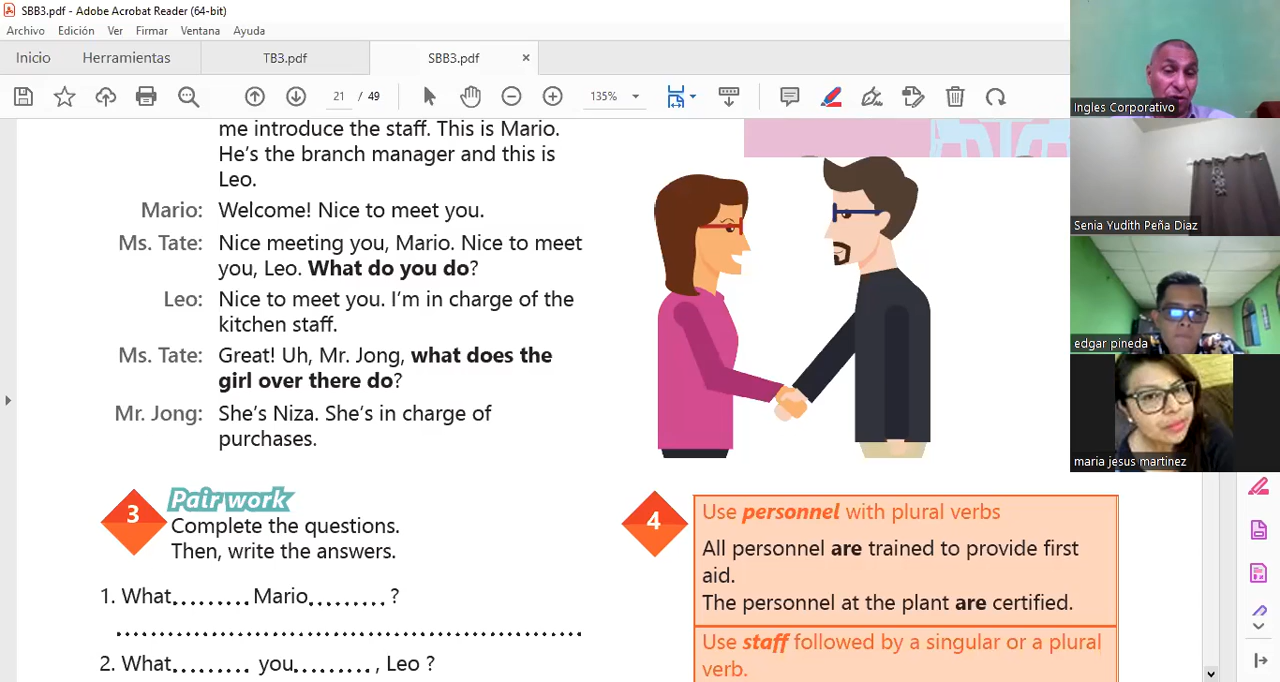 SBB3.pdf - Adobe Acrobat Reader (64-bit)
Archivo Edición Ver Firmar Ventana Ayuda
Inicio Herramientas TB3.pdf SBB3.pdf ×
21 / 49 135%
me introduce the staff. This is Mario.
He's the branch manager and this is
Leo.
Mario: Welcome! Nice to meet you.
Ms. Tate: Nice meeting you, Mario. Nice to meet
you, Leo. What do you do?
Leo: Nice to meet you. I'm in charge of the
kitchen staff.
Ms. Tate: Great! Uh, Mr. Jong, what does the
girl over there do?
Mr. Jong: She's Niza. She's in charge of
purchases.
3 Pair work
Complete the questions.
Then, write the answers.
1. What......... Mario......... ?
.......................................................
2. What......... you........., Leo ?
4
Use personnel with plural verbs
All personnel are trained to provide first
aid.
The personnel at the plant are certified.
Use staff followed by a singular or a plural
verb.
Ingles Corporativo
Senia Yudith Peña Diaz
edgar pineda
maria jesus martinez